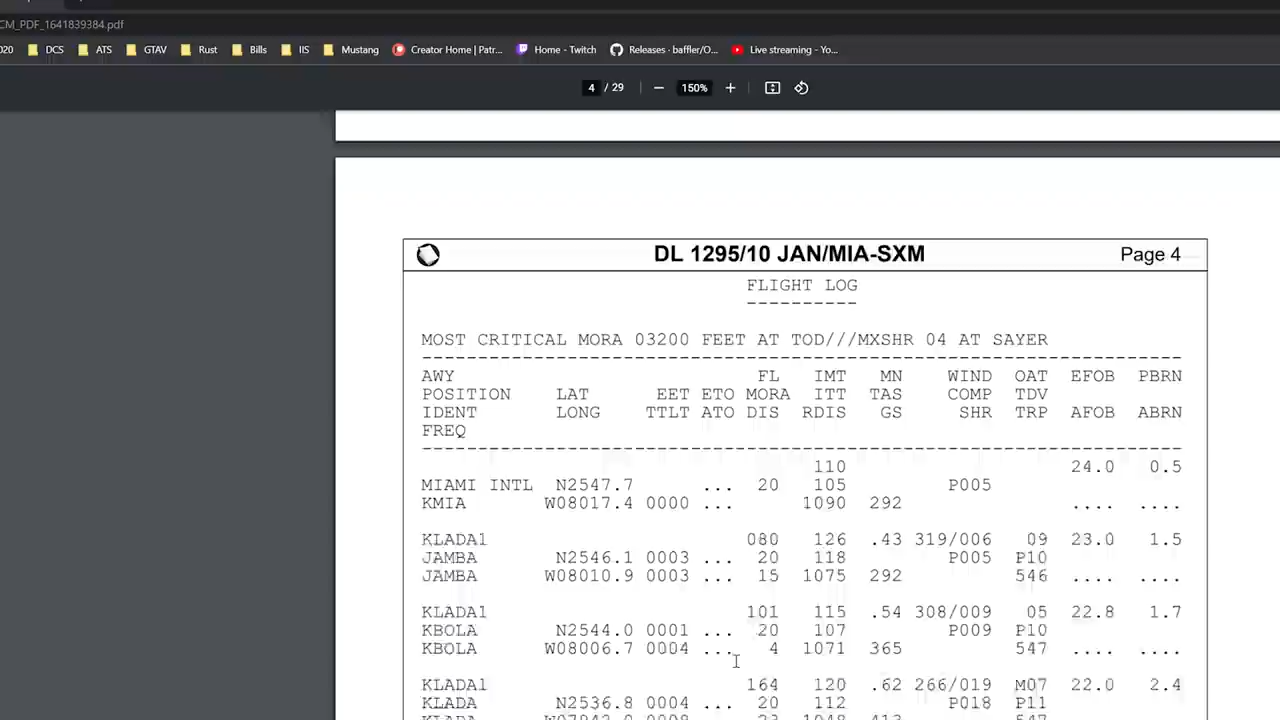 CM_PDF_1641839384.pdf
020 DCS ATS GTAV Rust Bills IIS Mustang Creator Home | Patr... Home - Twitch Releases · baffler/O... Live streaming - Yo...
4 / 29 150%
DL 1295/10 JAN/MIA-SXM Page 4
FLIGHT LOG
----------
MOST CRITICAL MORA 03200 FEET AT TOD///MXSHR 04 AT SAYER
AWY FL IMT MN WIND OAT EFOB PBRN
POSITION LAT EET ETO MORA ITT TAS COMP TDV
IDENT LONG TTLT ATO DIS RDIS GS SHR TRP AFOB ABRN
FREQ
110 24.0 0.5
MIAMI INTL N2547.7 ... 20 105 P005
KMIA W08017.4 0000 ... 1090 292 .... ....
KLADA1 080 126 .43 319/006 09 23.0 1.5
JAMBA N2546.1 0003 ... 20 118 P005 P10
JAMBA W08010.9 0003 ... 15 1075 292 546 .... ....
KLADA1 101 115 .54 308/009 05 22.8 1.7
KBOLA N2544.0 0001 ... 20 107 P009 P10
KBOLA W08006.7 0004 ... 4 1071 365 547 .... ....
KLADA1 164 120 .62 266/019 M07 22.0 2.4
KLADA N2536.8 0004 ... 20 112 P018 P11